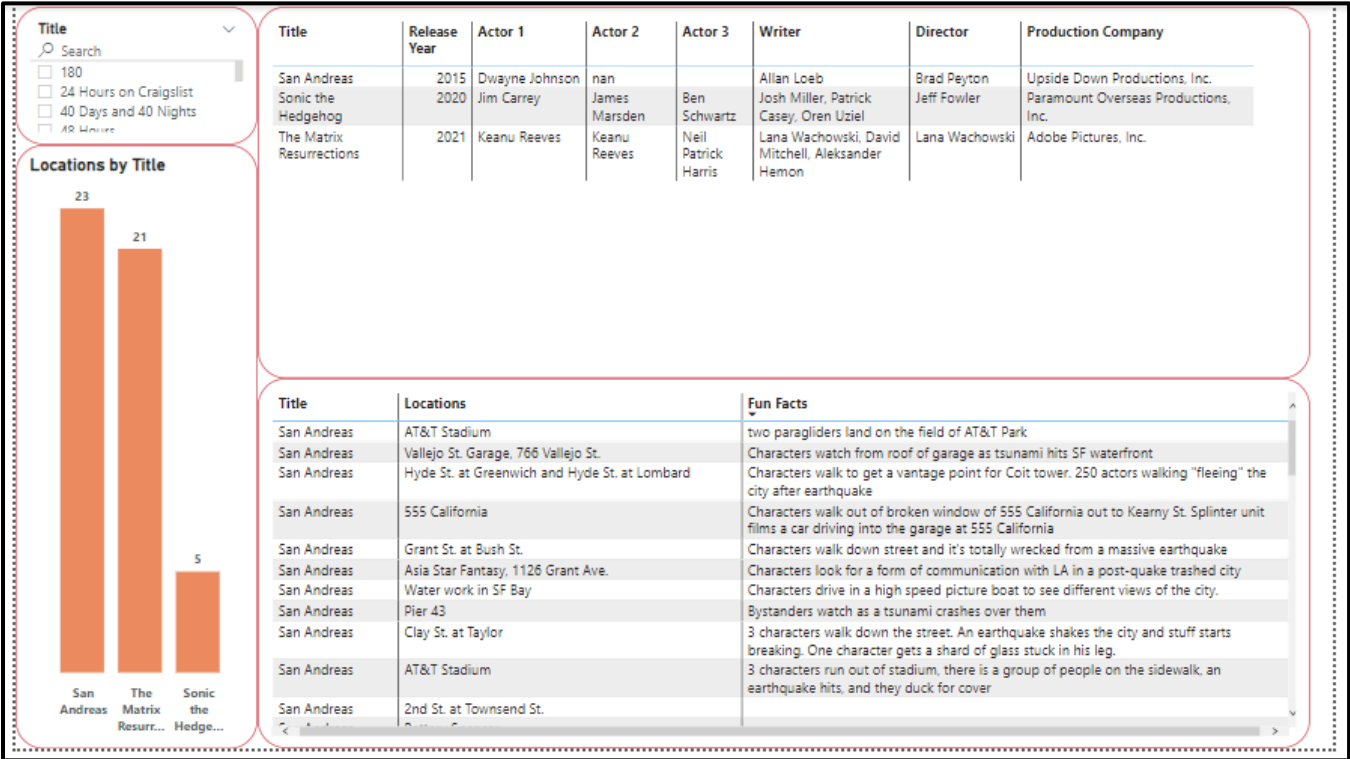 Title
Search
180
24 Hours on Craigslist
40 Days and 40 Nights
48 Hours
Locations by Title
23
21
5
San Andreas
The Matrix Resurr...
Sonic the Hedge...
Title Release Year Actor 1 Actor 2 Actor 3 Writer Director Production Company
San Andreas 2015 Dwayne Johnson nan Allan Loeb Brad Peyton Upside Down Productions, Inc.
Sonic the Hedgehog 2020 Jim Carrey James Marsden Ben Schwartz Josh Miller, Patrick Casey, Oren Uziel Jeff Fowler Paramount Overseas Productions, Inc.
The Matrix Resurrections 2021 Keanu Reeves Keanu Reeves Neil Patrick Harris Lana Wachowski, David Mitchell, Aleksander Hemon Lana Wachowski Adobe Pictures, Inc.
Title Locations Fun Facts
San Andreas AT&T Stadium two paragliders land on the field of AT&T Park
San Andreas Vallejo St. Garage, 766 Vallejo St. Characters watch from roof of garage as tsunami hits SF waterfront
San Andreas Hyde St. at Greenwich and Hyde St. at Lombard Characters walk to get a vantage point for Coit tower. 250 actors walking "fleeing" the
city after earthquake
San Andreas 555 California Characters walk out of broken window of 555 California out to Kearny St. Splinter unit
films a car driving into the garage at 555 California
San Andreas Grant St. at Bush St. Characters walk down street and it's totally wrecked from a massive earthquake
San Andreas Asia Star Fantasy, 1126 Grant Ave. Characters look for a form of communication with LA in a post-quake trashed city
San Andreas Water work in SF Bay Characters drive in a high speed picture boat to see different views of the city.
San Andreas Pier 43 Bystanders watch as a tsunami crashes over them
San Andreas Clay St. at Taylor 3 characters walk down the street. An earthquake shakes the city and stuff starts
breaking. One character gets a shard of glass stuck in his leg.
San Andreas AT&T Stadium 3 characters run out of stadium, there is a group of people on the sidewalk, an
earthquake hits, and they duck for cover
San Andreas 2nd St. at Townsend St.